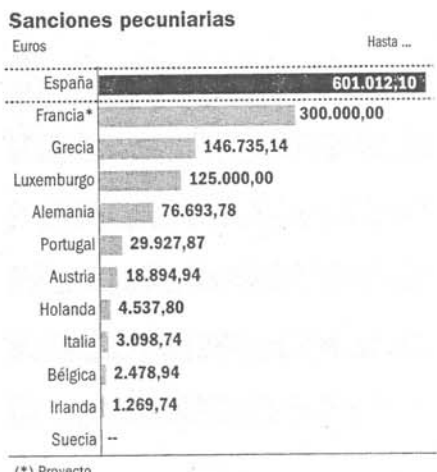 Sanciones pecuniarias
Euros Hasta ...
España 601.012,10
Francia* 300.000,00
Grecia 146.735,14
Luxemburgo 125.000,00
Alemania 76.693,78
Portugal 29.927,87
Austria 18.894,94
Holanda 4.537,80
Italia 3.098,74
Bélgica 2.478,94
Irlanda 1.269,74
Suecia --
(*) Proyecto